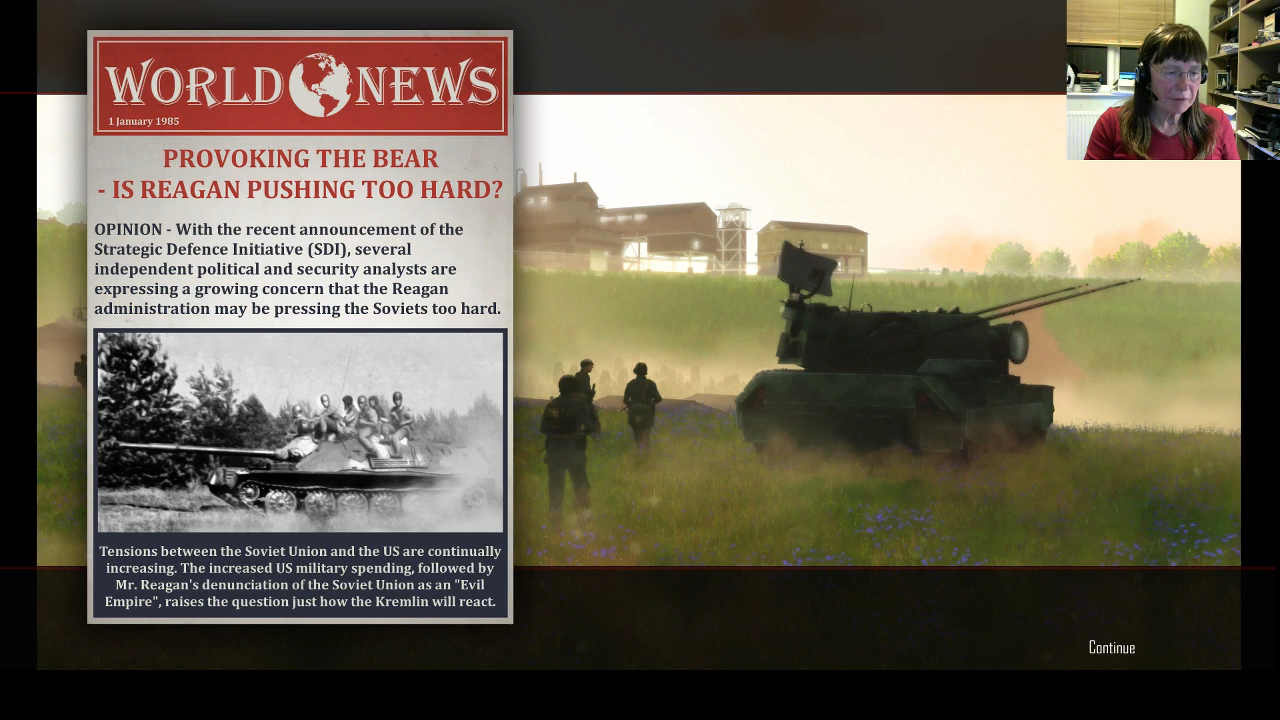 WORLD NEWS
1 January 1985
PROVOKING THE BEAR
- IS REAGAN PUSHING TOO HARD?
OPINION - With the recent announcement of the
Strategic Defence Initiative (SDI), several
independent political and security analysts are
expressing a growing concern that the Reagan
administration may be pressing the Soviets too hard.
Tensions between the Soviet Union and the US are continually
increasing. The increased US military spending, followed by
Mr. Reagan's denunciation of the Soviet Union as an "Evil
Empire", raises the question just how the Kremlin will react.
Continue